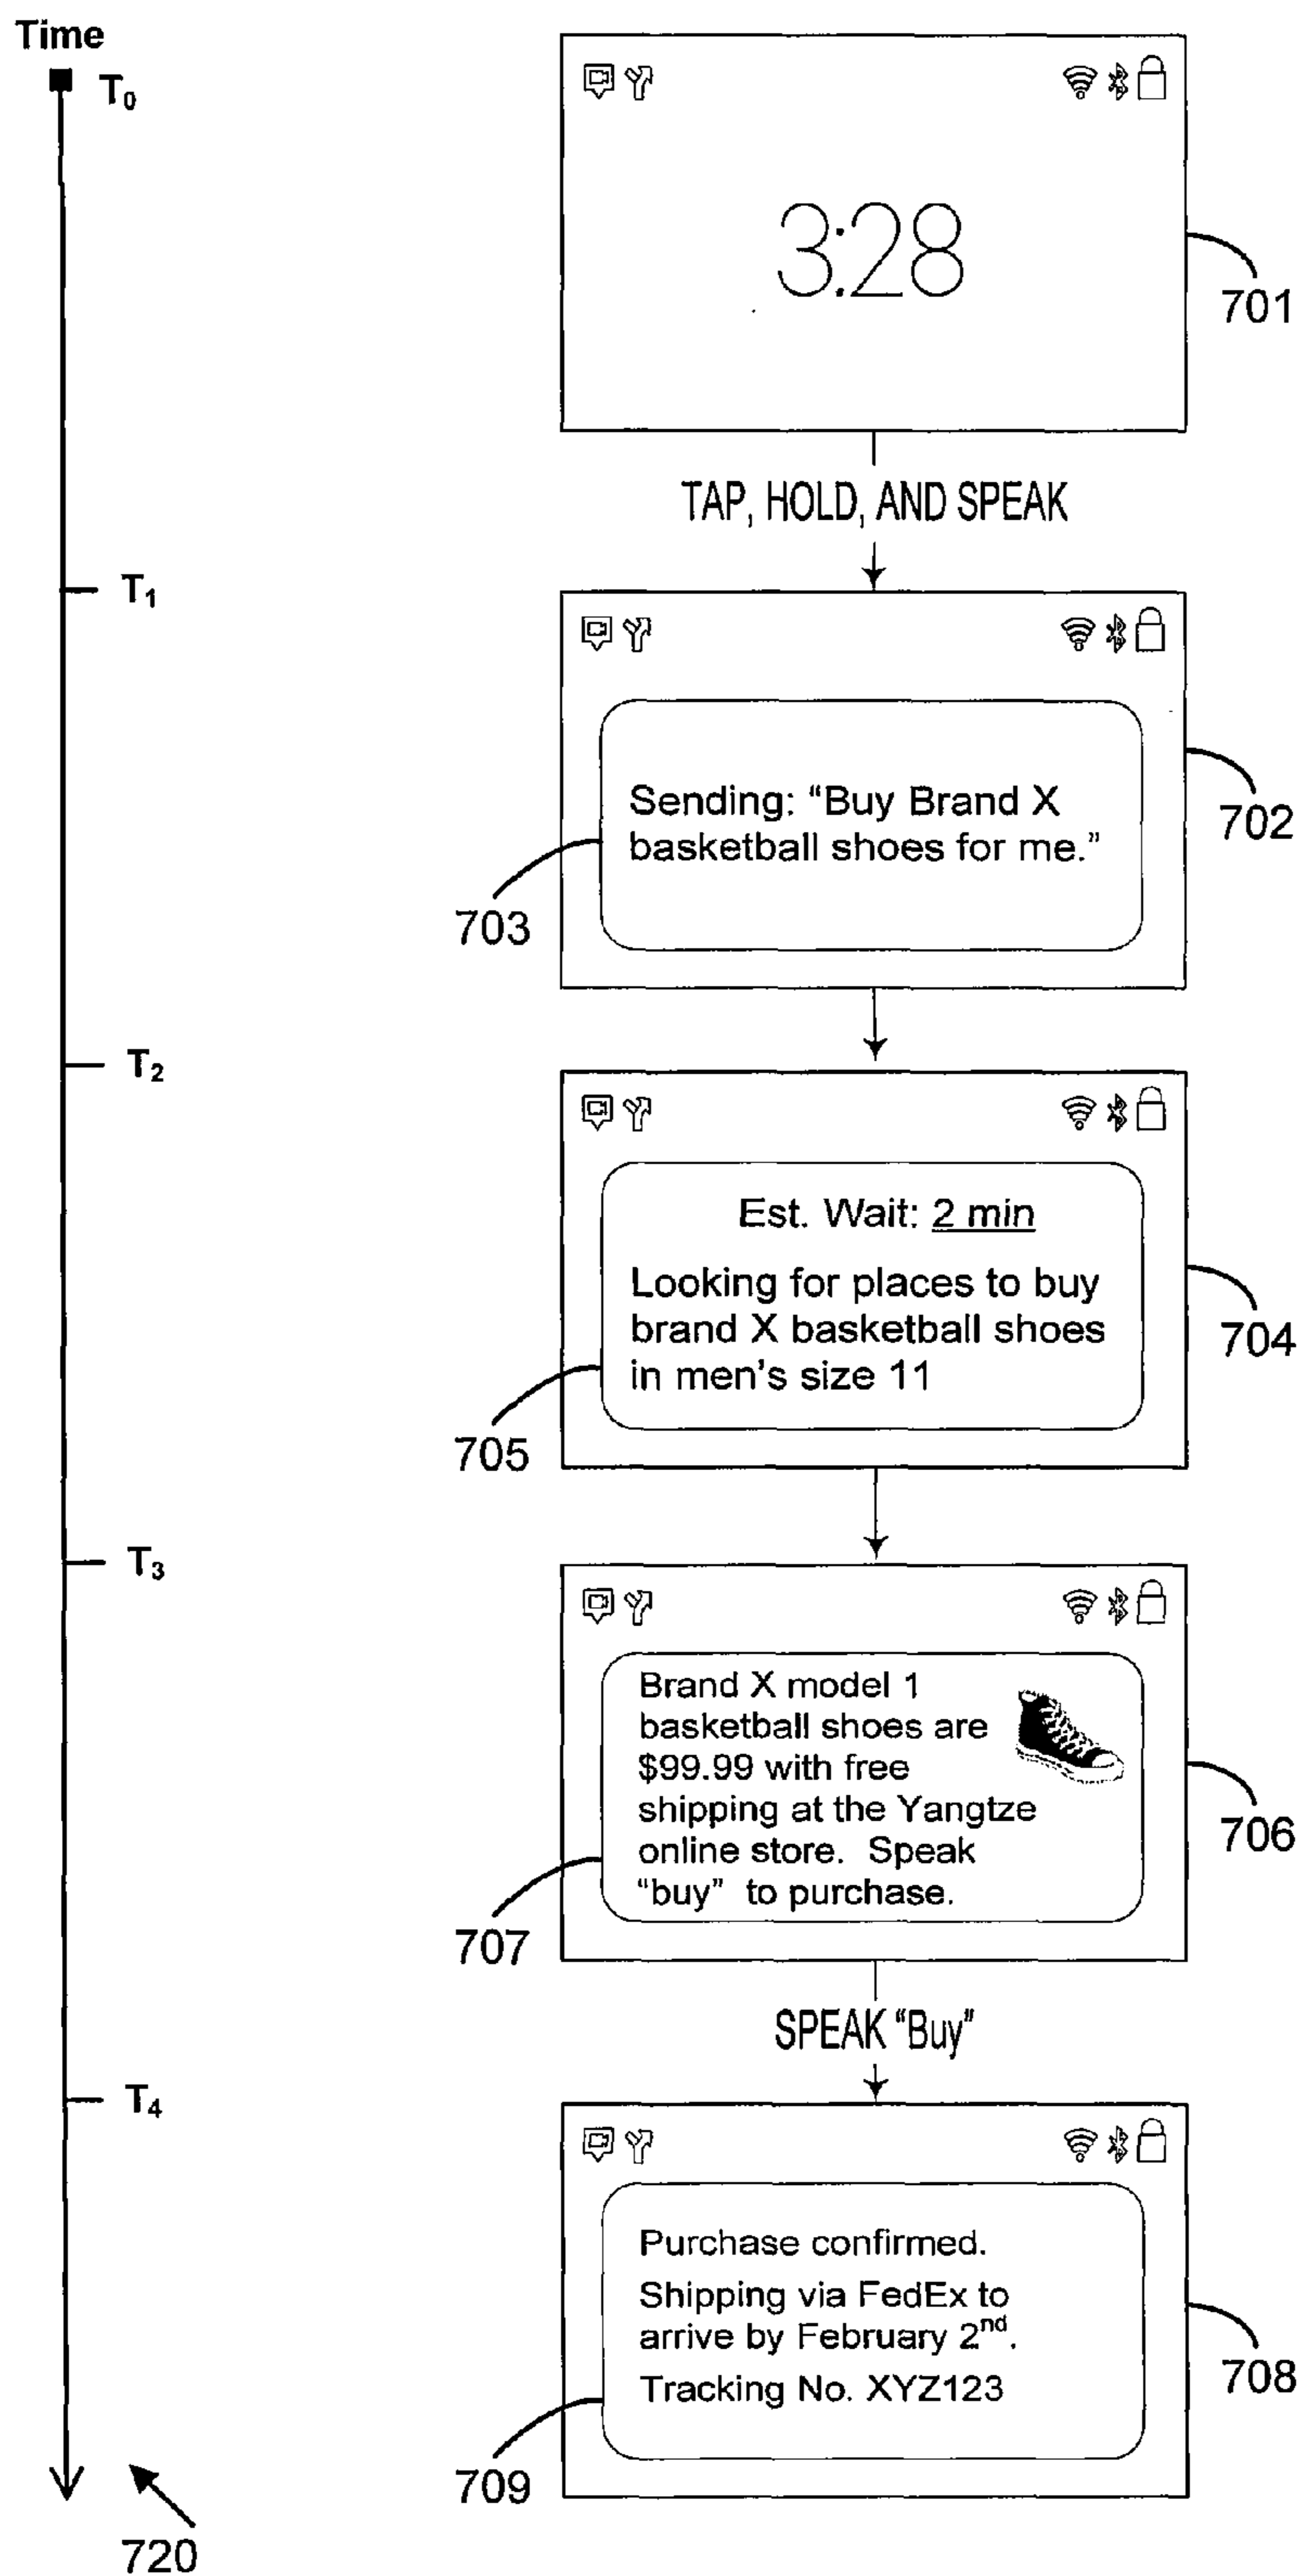 Time
T₀
3:28
701
TAP, HOLD, AND SPEAK
T₁
Sending: “Buy Brand X
basketball shoes for me.”
702
703
T₂
Est. Wait: 2 min
Looking for places to buy
brand X basketball shoes
in men’s size 11
704
705
T₃
Brand X model 1
basketball shoes are
$99.99 with free
shipping at the Yangtze
online store. Speak
“buy” to purchase.
706
707
SPEAK “Buy”
T₄
Purchase confirmed.
Shipping via FedEx to
arrive by February 2nd.
Tracking No. XYZ123
708
709
720